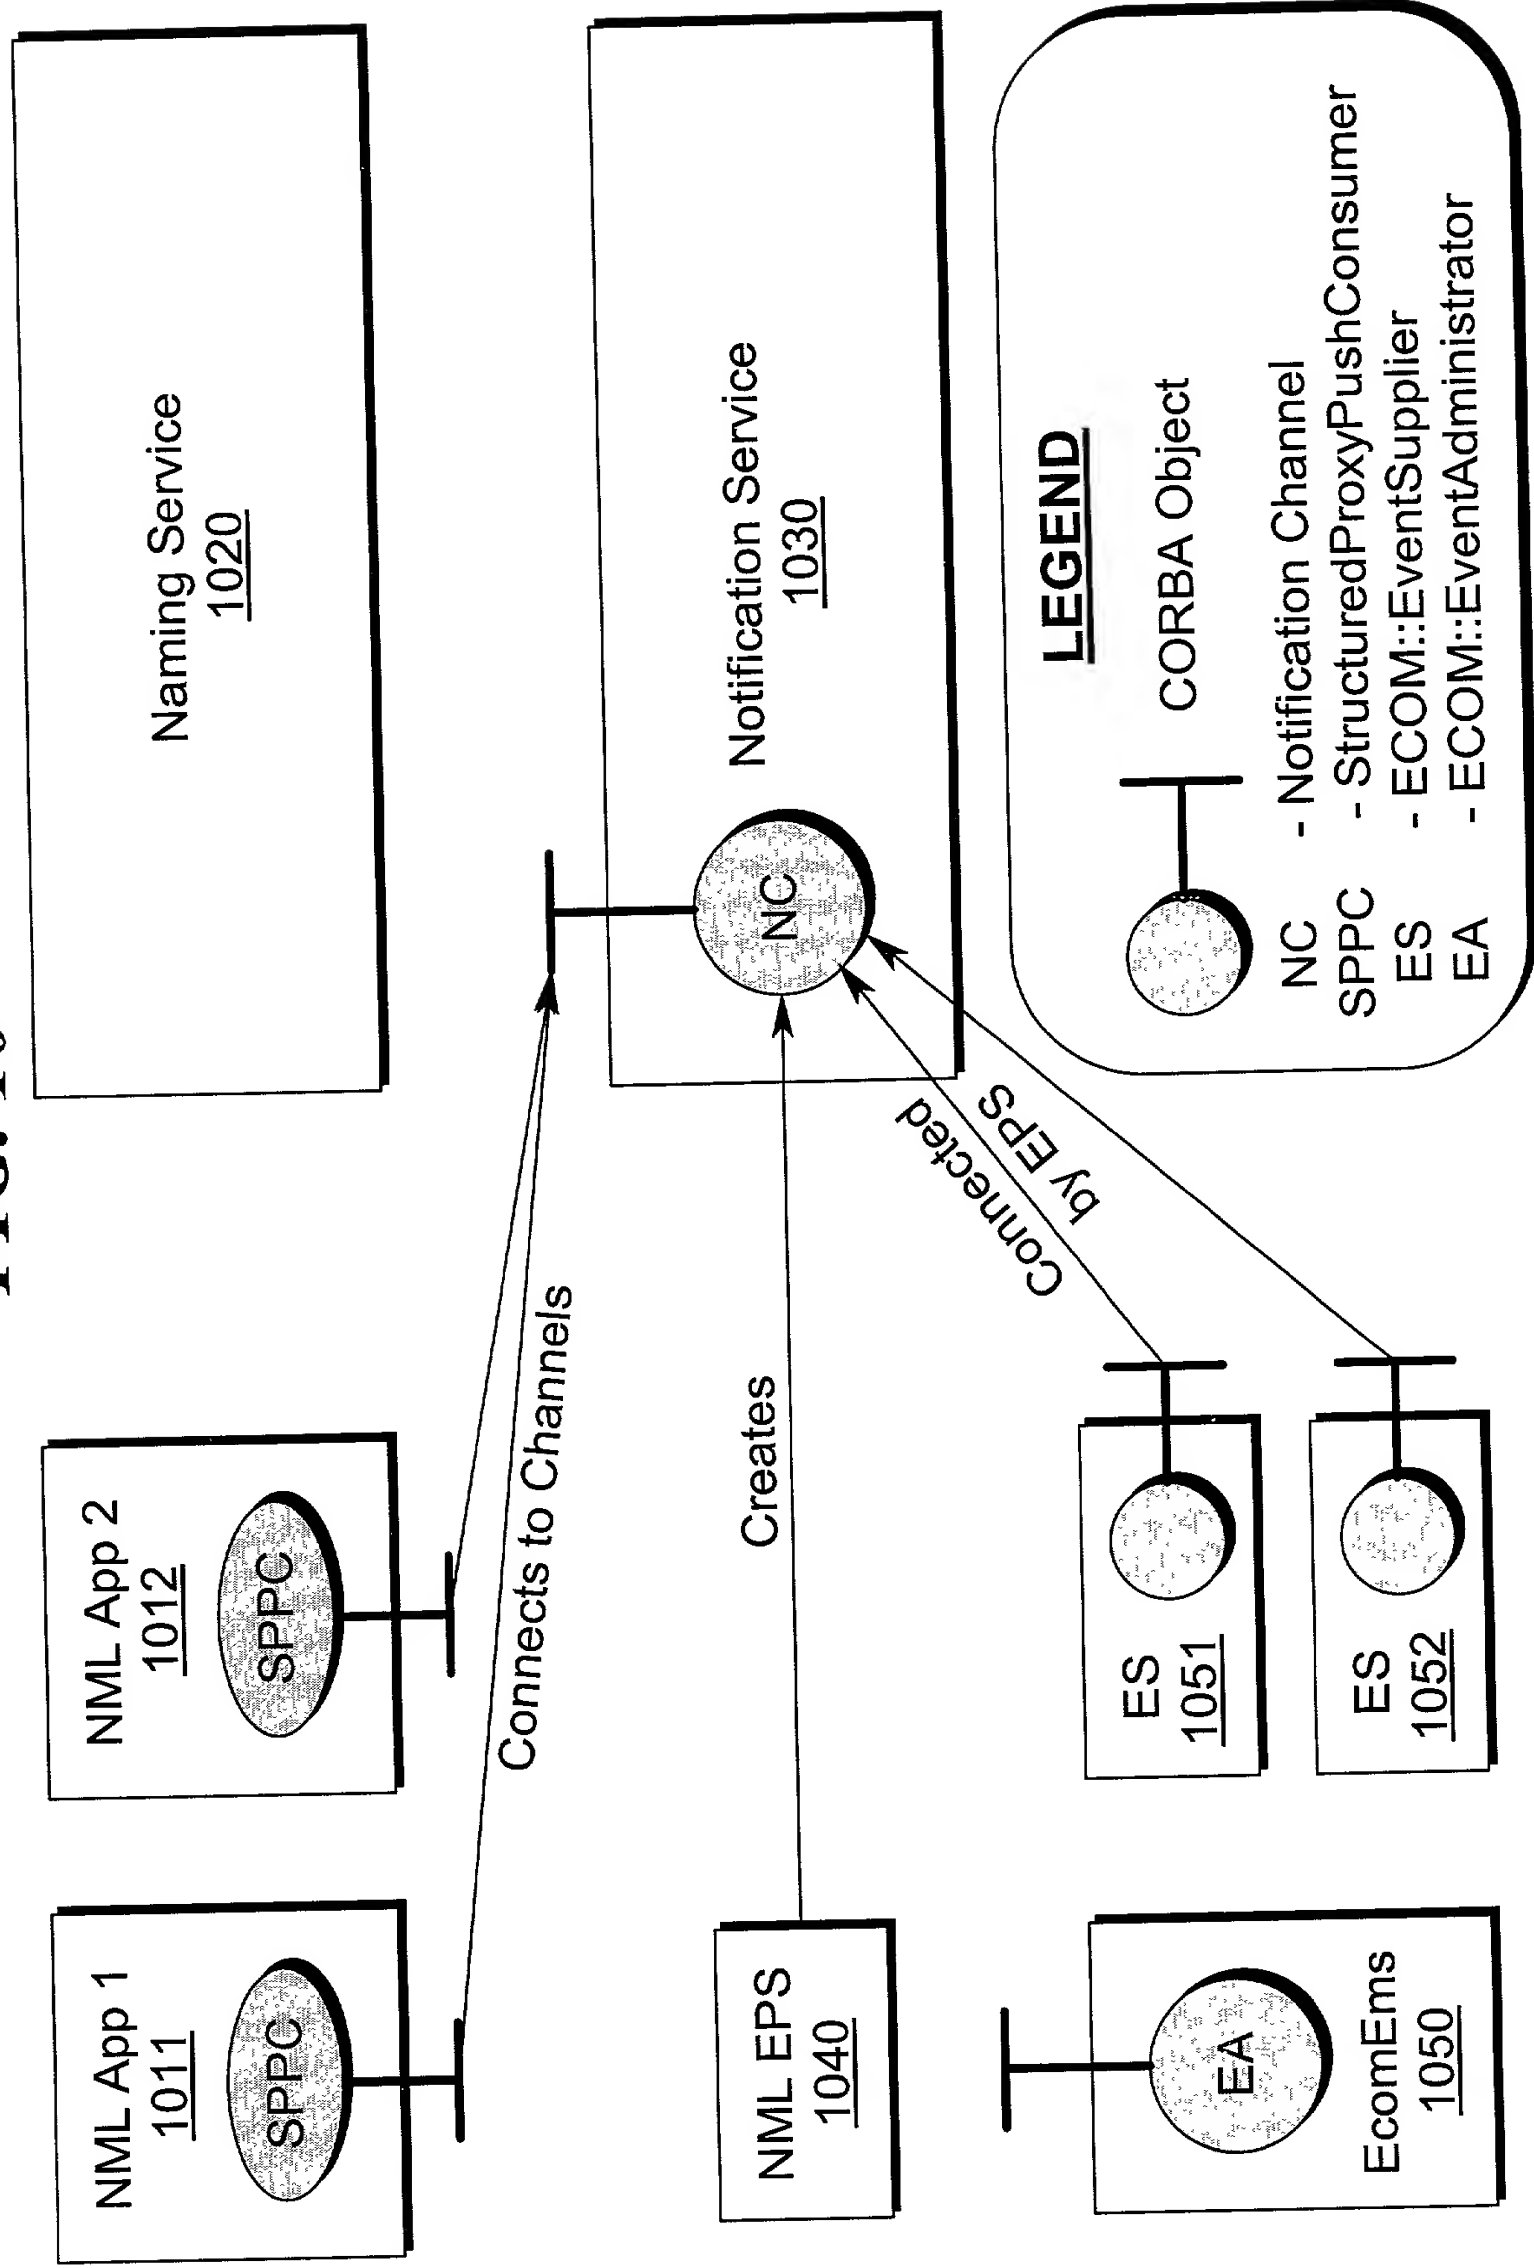 NML App 1
1011
SPPC
NML App 2
1012
SPPC
Naming Service
1020
Connects to Channels
NML EPS
1040
Creates
NC
Notification Service
1030
Connected
by EPS
EA
EcomEms
1050
ES
1051
ES
1052
LEGEND
CORBA Object
NC - Notification Channel
SPPC - StructuredProxyPushConsumer
ES - ECOM::EventSupplier
EA - ECOM::EventAdministrator